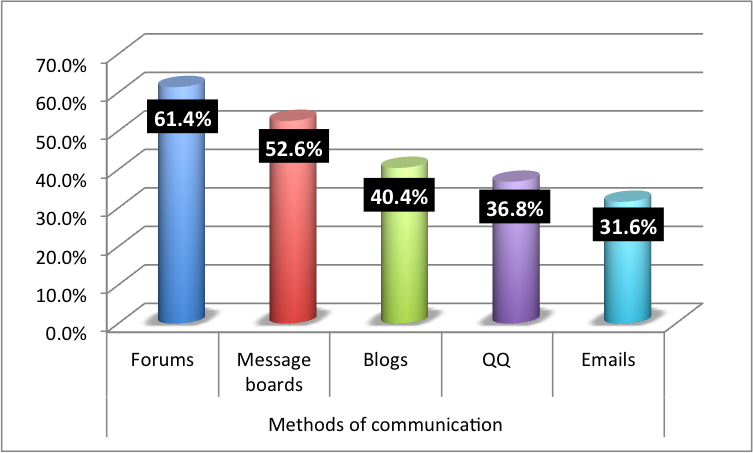 70.0%
60.0%
50.0%
40.0%
30.0%
20.0%
10.0%
0.0%
61.4%
52.6%
40.4%
36.8%
31.6%
Forums
Message
boards
Blogs
QQ
Emails
Methods of communication